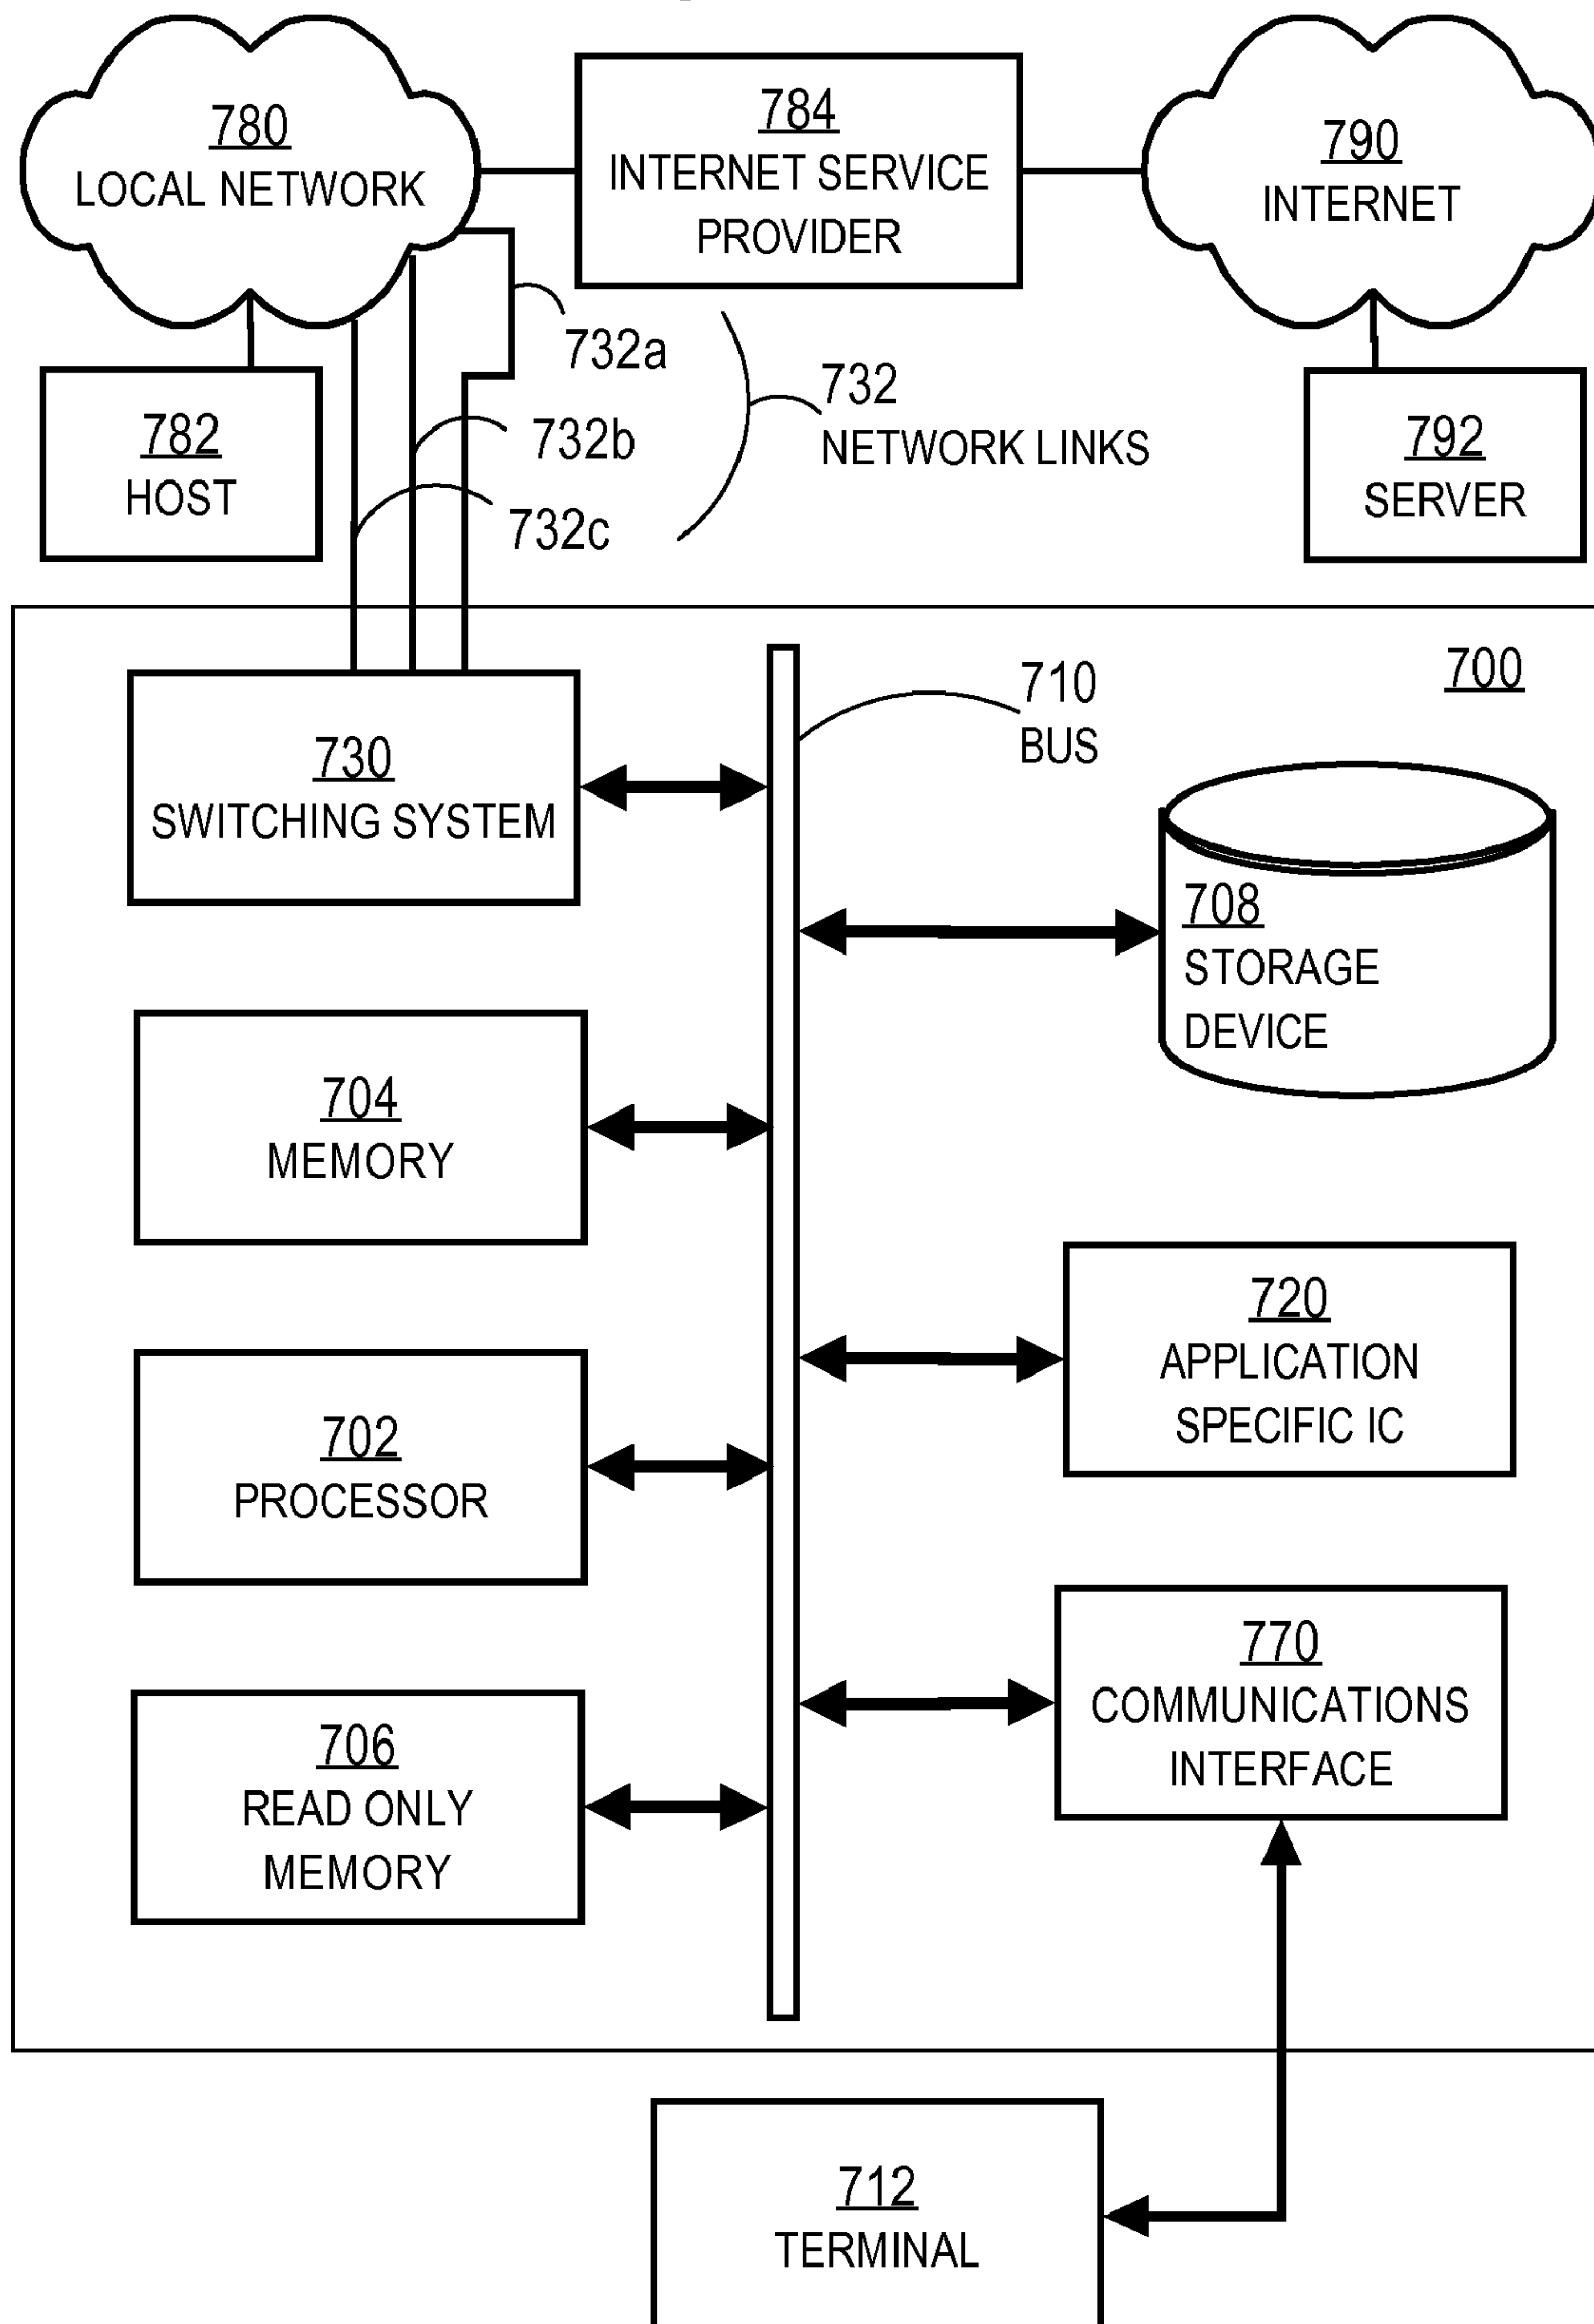 780
LOCAL NETWORK
784
INTERNET SERVICE
PROVIDER
790
INTERNET
732a
732
NETWORK LINKS
732b
732c
782
HOST
792
SERVER
700
710
BUS
730
SWITCHING SYSTEM
708
STORAGE
DEVICE
704
MEMORY
720
APPLICATION
SPECIFIC IC
702
PROCESSOR
770
COMMUNICATIONS
INTERFACE
706
READ ONLY
MEMORY
712
TERMINAL